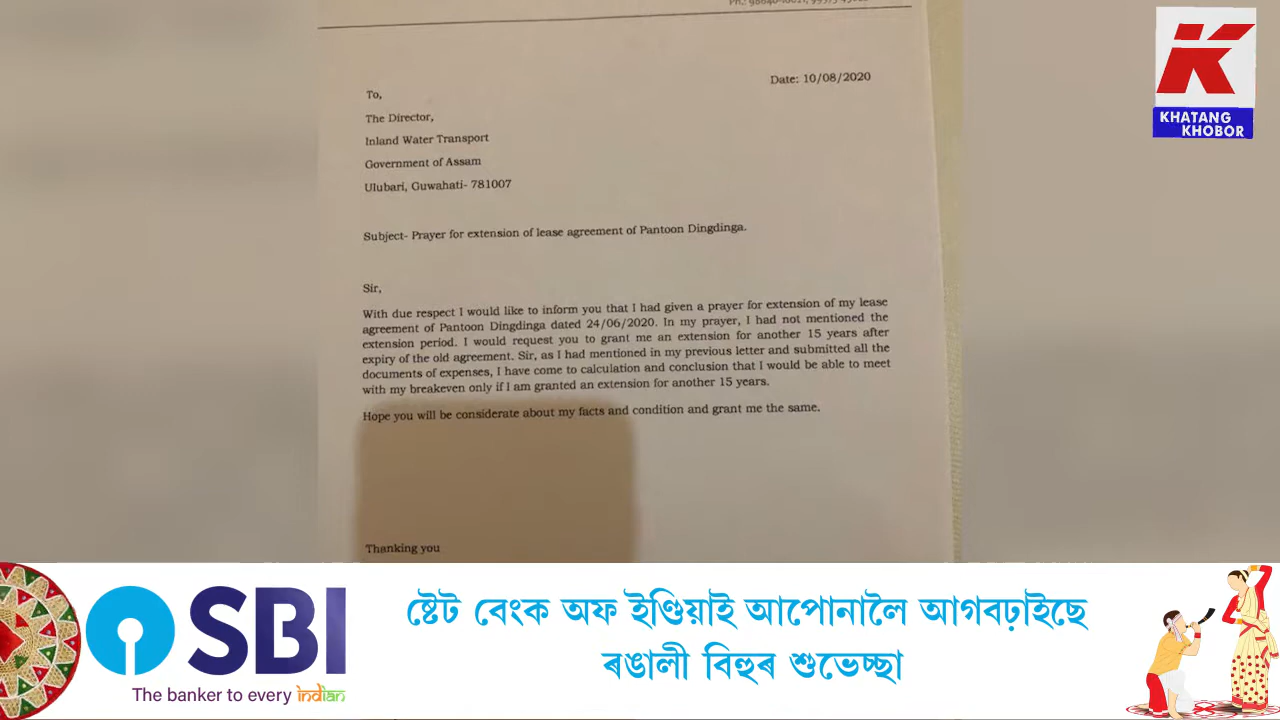 Date: 10/08/2020
To,
The Director,
Inland Water Transport
Government of Assam
Ulubari, Guwahati- 781007
Subject- Prayer for extension of lease agreement of Pantoon Dingdinga.
Sir,
With due respect I would like to inform you that I had given a prayer for extension of my lease
agreement of Pantoon Dingdinga dated 24/06/2020. In my prayer, I had not mentioned the
extension period. I would request you to grant me an extension for another 15 years after
expiry of the old agreement. Sir, as I had mentioned in my previous letter and submitted all the
documents of expenses, I have come to calculation and conclusion that I would be able to meet
with my breakeven only if I am granted an extension for another 15 years.
Hope you will be considerate about my facts and condition and grant me the same.
Thanking you
K
KHATANG
KHOBOR
SBI
The banker to every indian
ষ্টেট বেংক অফ ইণ্ডিয়াই আপোনালৈ আগবঢ়াইছে
ৰঙালী বিহুৰ শুভেচ্ছা